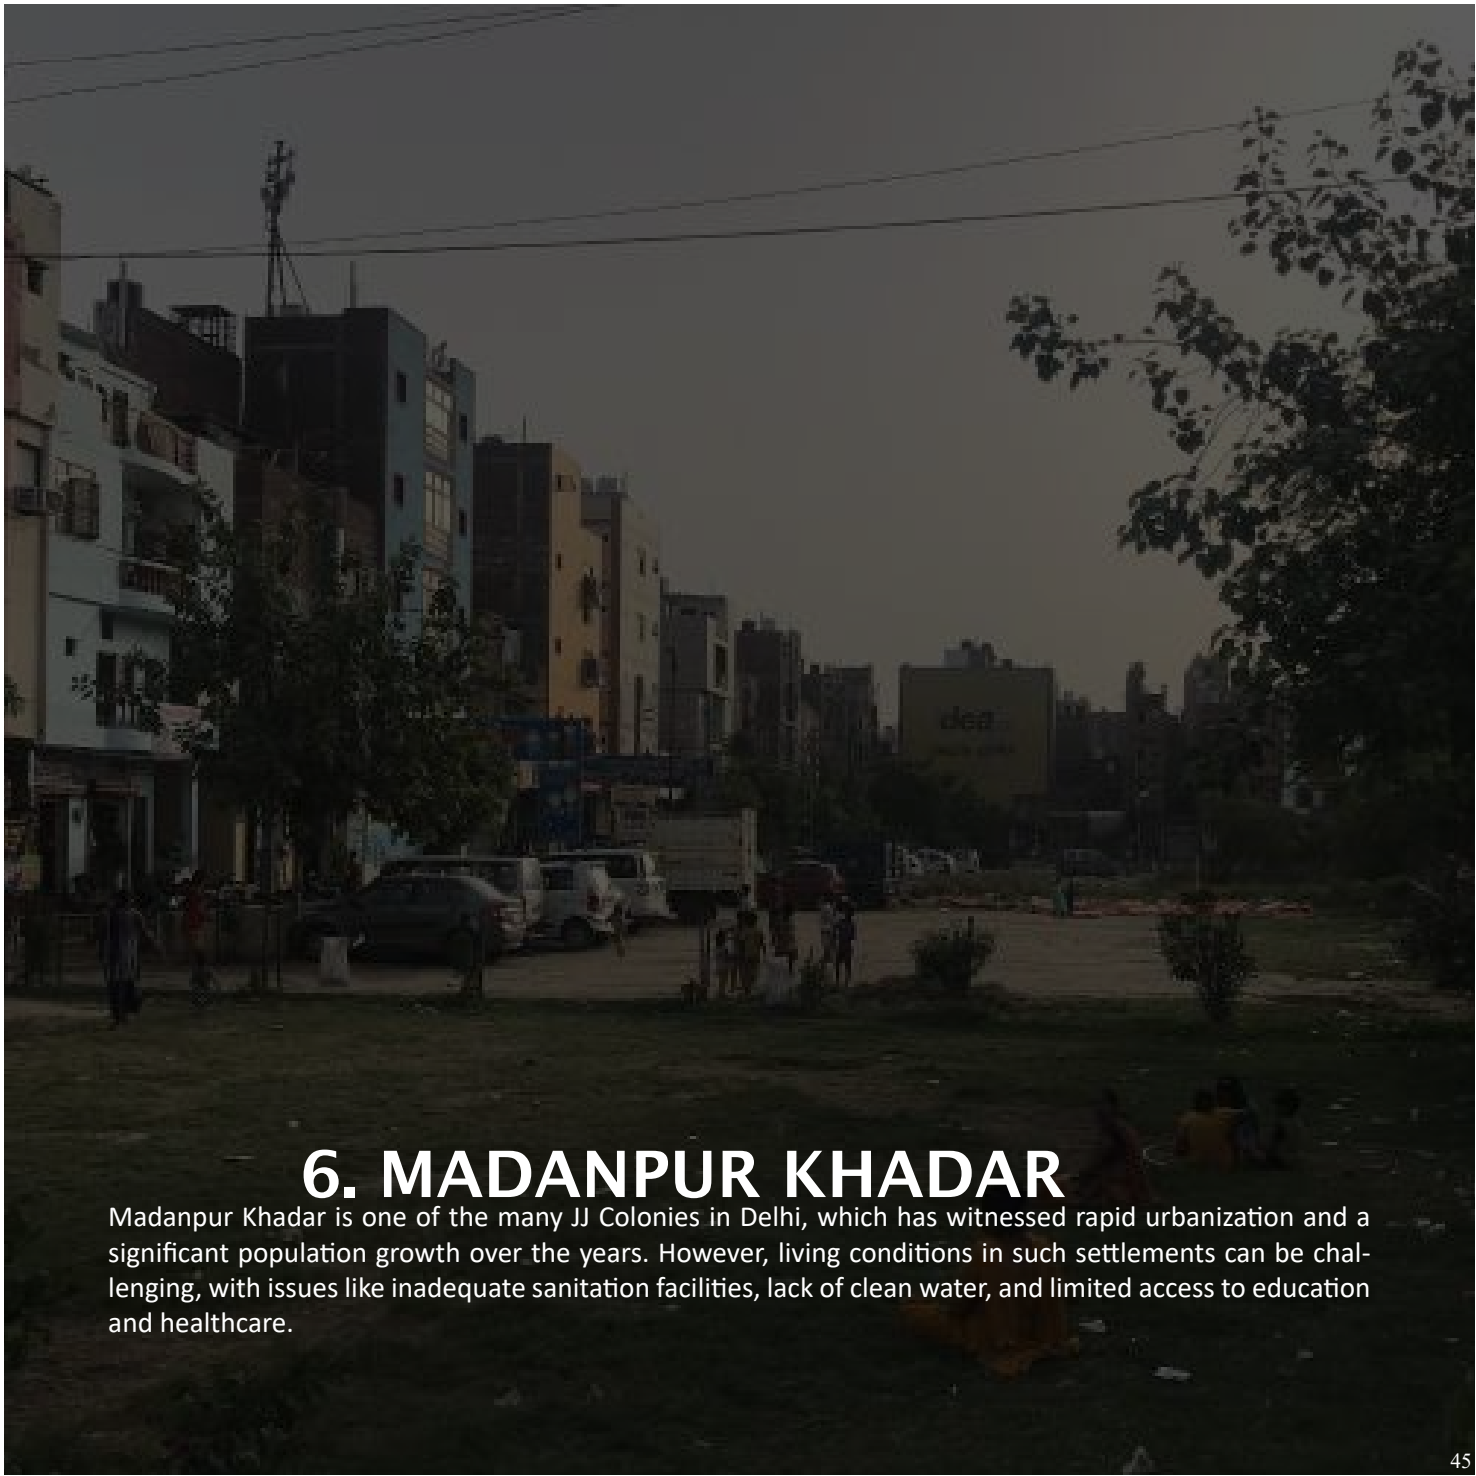 dea
6. MADANPUR KHADAR
Madanpur Khadar is one of the many JJ Colonies in Delhi, which has witnessed rapid urbanization and a
significant population growth over the years. However, living conditions in such settlements can be chal-
lenging, with issues like inadequate sanitation facilities, lack of clean water, and limited access to education
and healthcare.
45